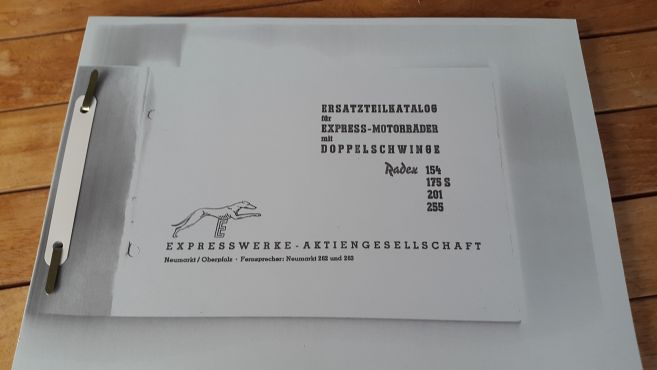 ERSATZTEILKATALOG
für
EXPRESS-MOTORRÄDER
mit
DOPPELSCHWINGE
Radex 154
175 S
201
255
E
EXPRESSWERKE-AKTIENGESELLSCHAFT
Neumarkt / Oberpfalz · Fernsprecher: Neumarkt 262 und 263